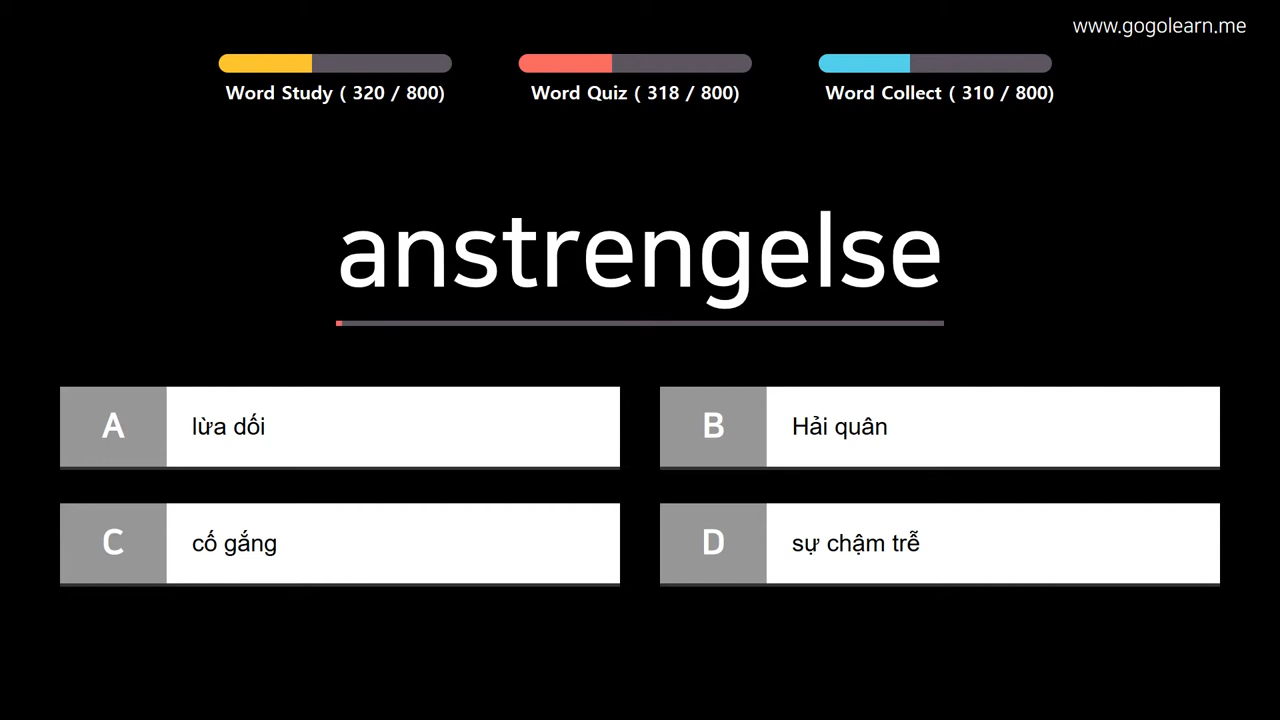 www.gogolearn.me
Word Study ( 320 / 800)
Word Quiz ( 318 / 800)
Word Collect ( 310 / 800)
anstrengelse
A
lừa dối
B
Hải quân
C
cố gắng
D
sự chậm trễ